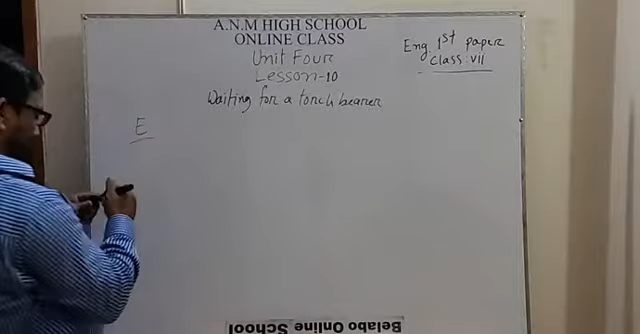 A.N.M HIGH SCHOOL
ONLINE CLASS
Unit Four
Lesson-10
Waiting for a torch bearer
Eng. 1st paper
Class: VII
E
Belabo Online School